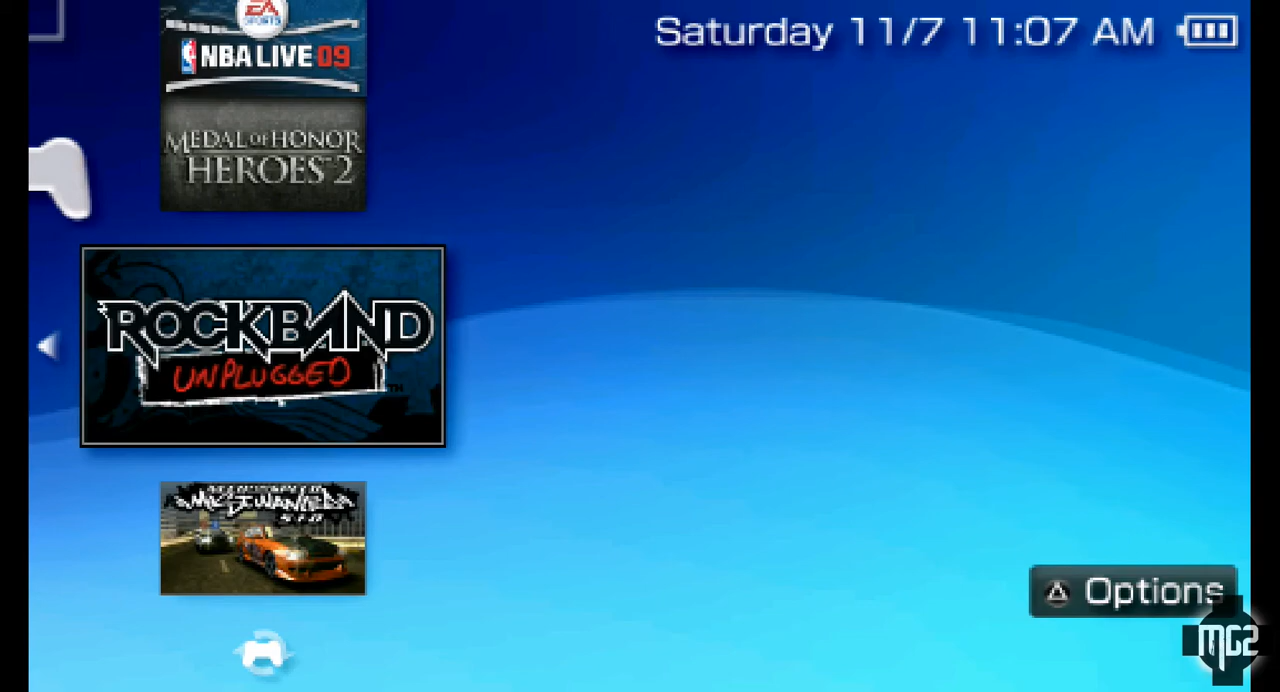 Saturday 11/7 11:07 AM
EA
SPORTS
NBA LIVE 09
MEDAL OF HONOR
HEROES 2
ROCKBAND
UNPLUGGED
TM
Options
MG2